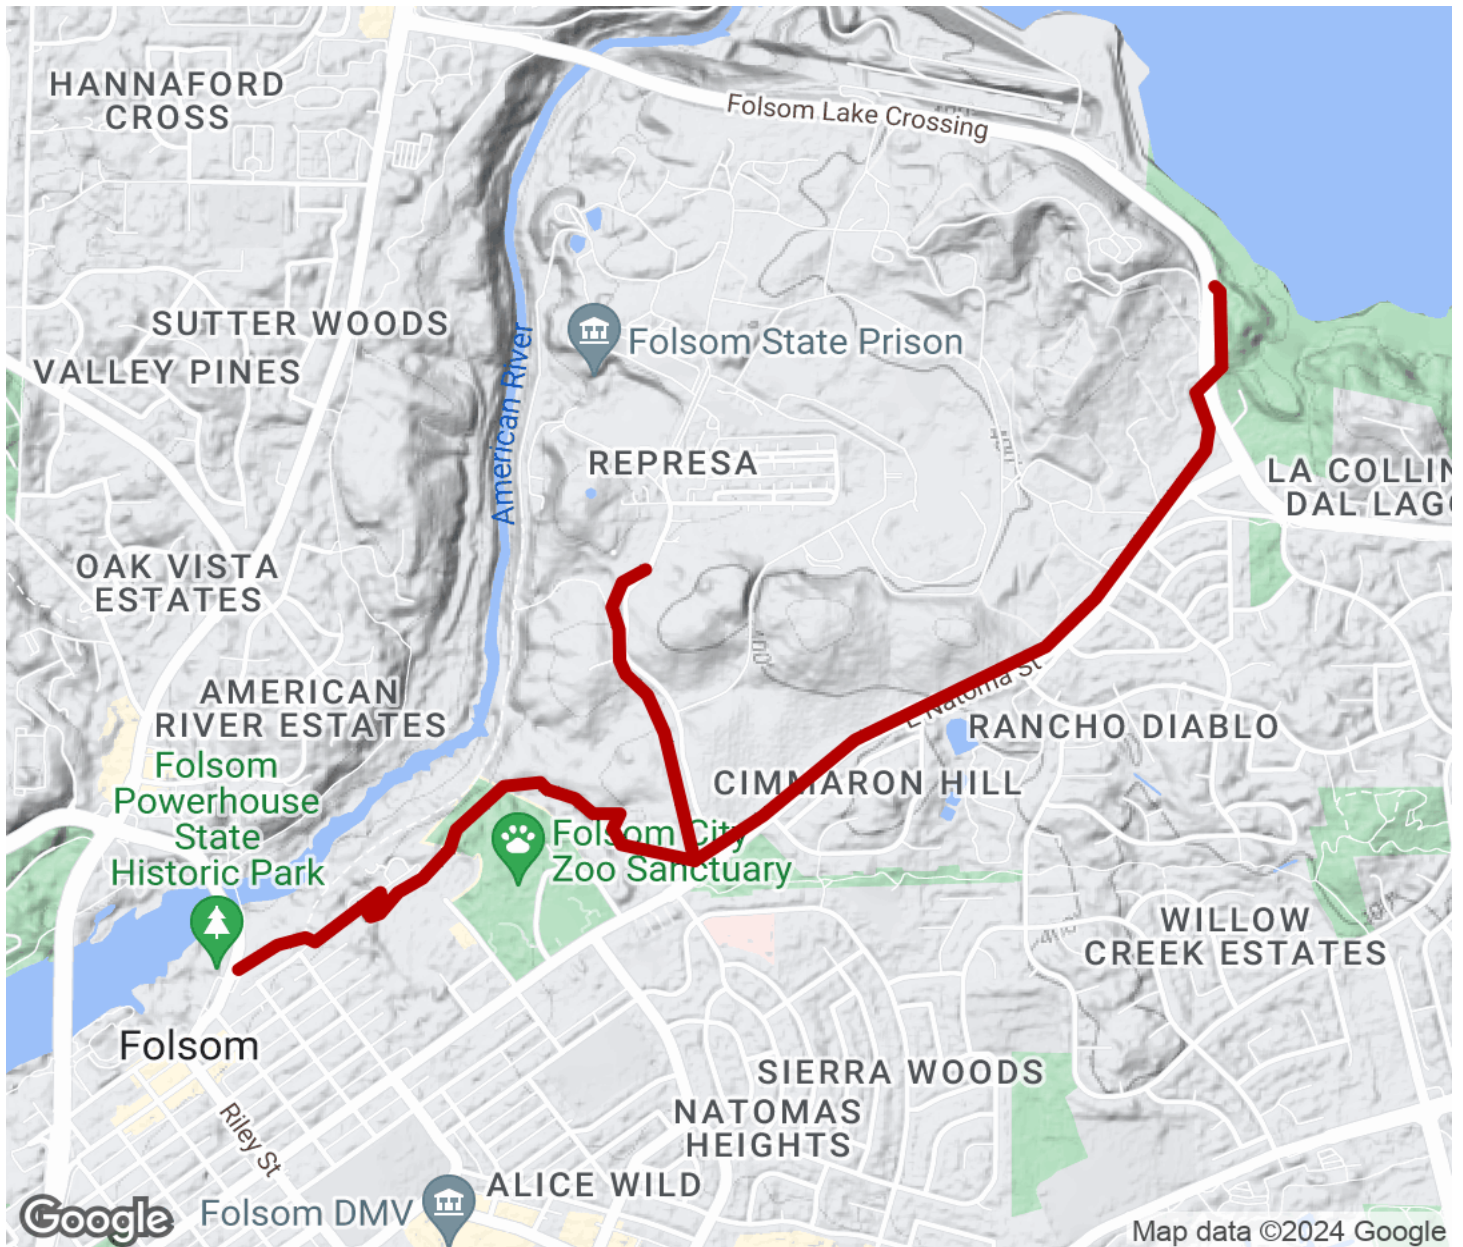 HANNAFORD
CROSS
Folsom Lake Crossing
SUTTER WOODS
VALLEY PINES
American River
Folsom State Prison
REPRESA
LA COLLIN
DAL LAG
OAK VISTA
ESTATES
400
AMERICAN
RIVER ESTATES
E Natoma St
RANCHO DIABLO
Folsom
Powerhouse
State
Historic Park
CIMMARON HILL
Folsom City
Zoo Sanctuary
WILLOW
CREEK ESTATES
Folsom
SIERRA WOODS
NATOMAS
HEIGHTS
Riley St
ALICE WILD
Folsom DMV
Google
Map data ©2024 Google